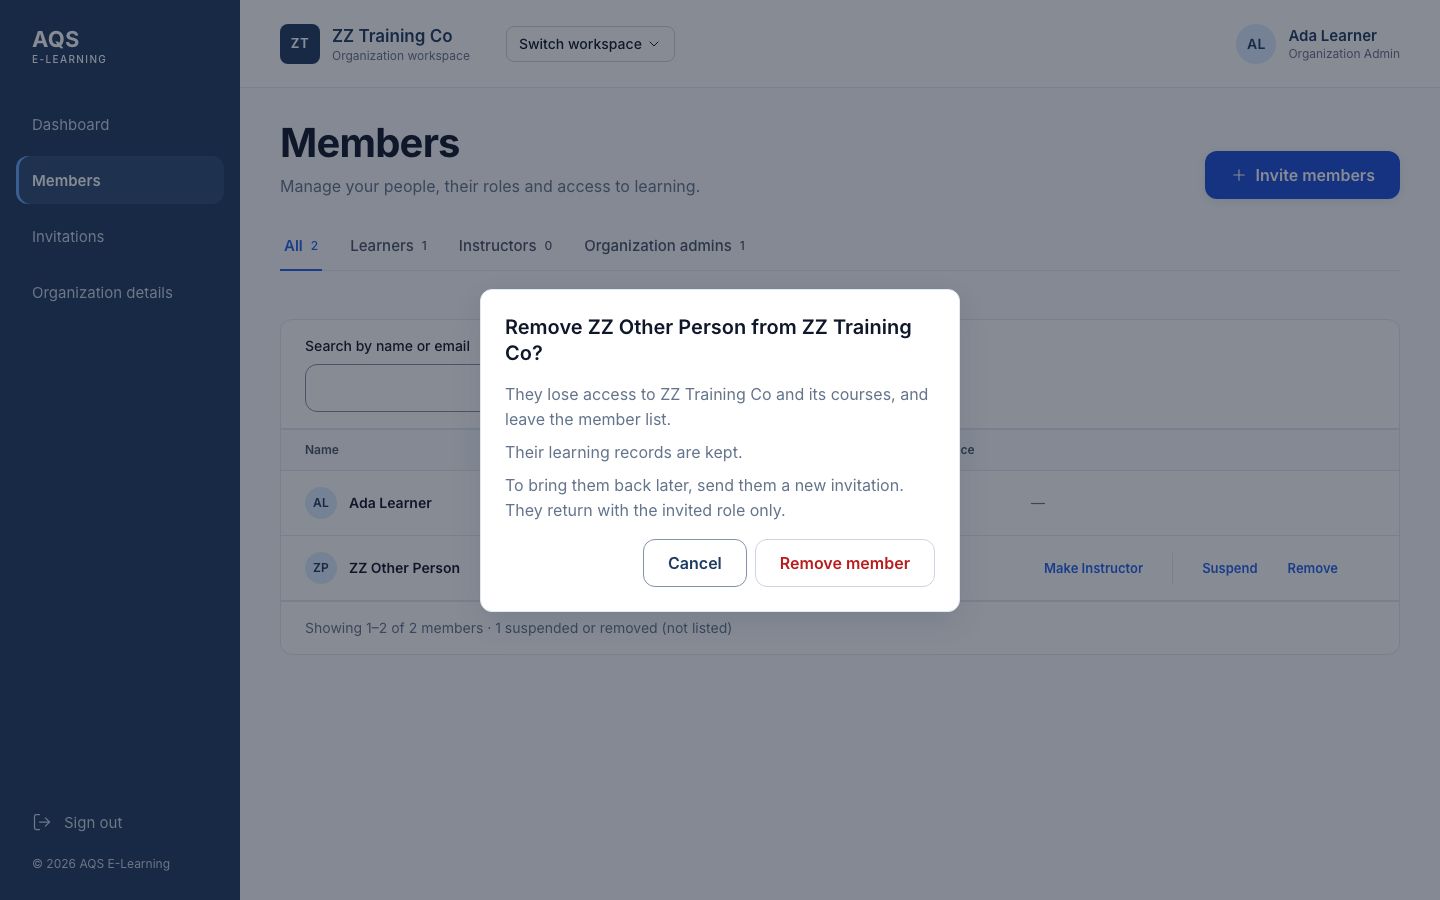 AQS
E-LEARNING
Dashboard
Members
Invitations
Organization details
Sign out
© 2026 AQS E-Learning
ZT
ZZ Training Co
Organization workspace
Switch workspace
AL
Ada Learner
Organization Admin
Members
Manage your people, their roles and access to learning.
+ Invite members
All 2 Learners 1 Instructors 0 Organization admins 1
Search by name or email
Name
AL Ada Learner —
ZP ZZ Other Person Make Instructor Suspend Remove
Showing 1–2 of 2 members · 1 suspended or removed (not listed)
Remove ZZ Other Person from ZZ Training
Co?
They lose access to ZZ Training Co and its courses, and
leave the member list.
Their learning records are kept.
To bring them back later, send them a new invitation.
They return with the invited role only.
Cancel Remove member